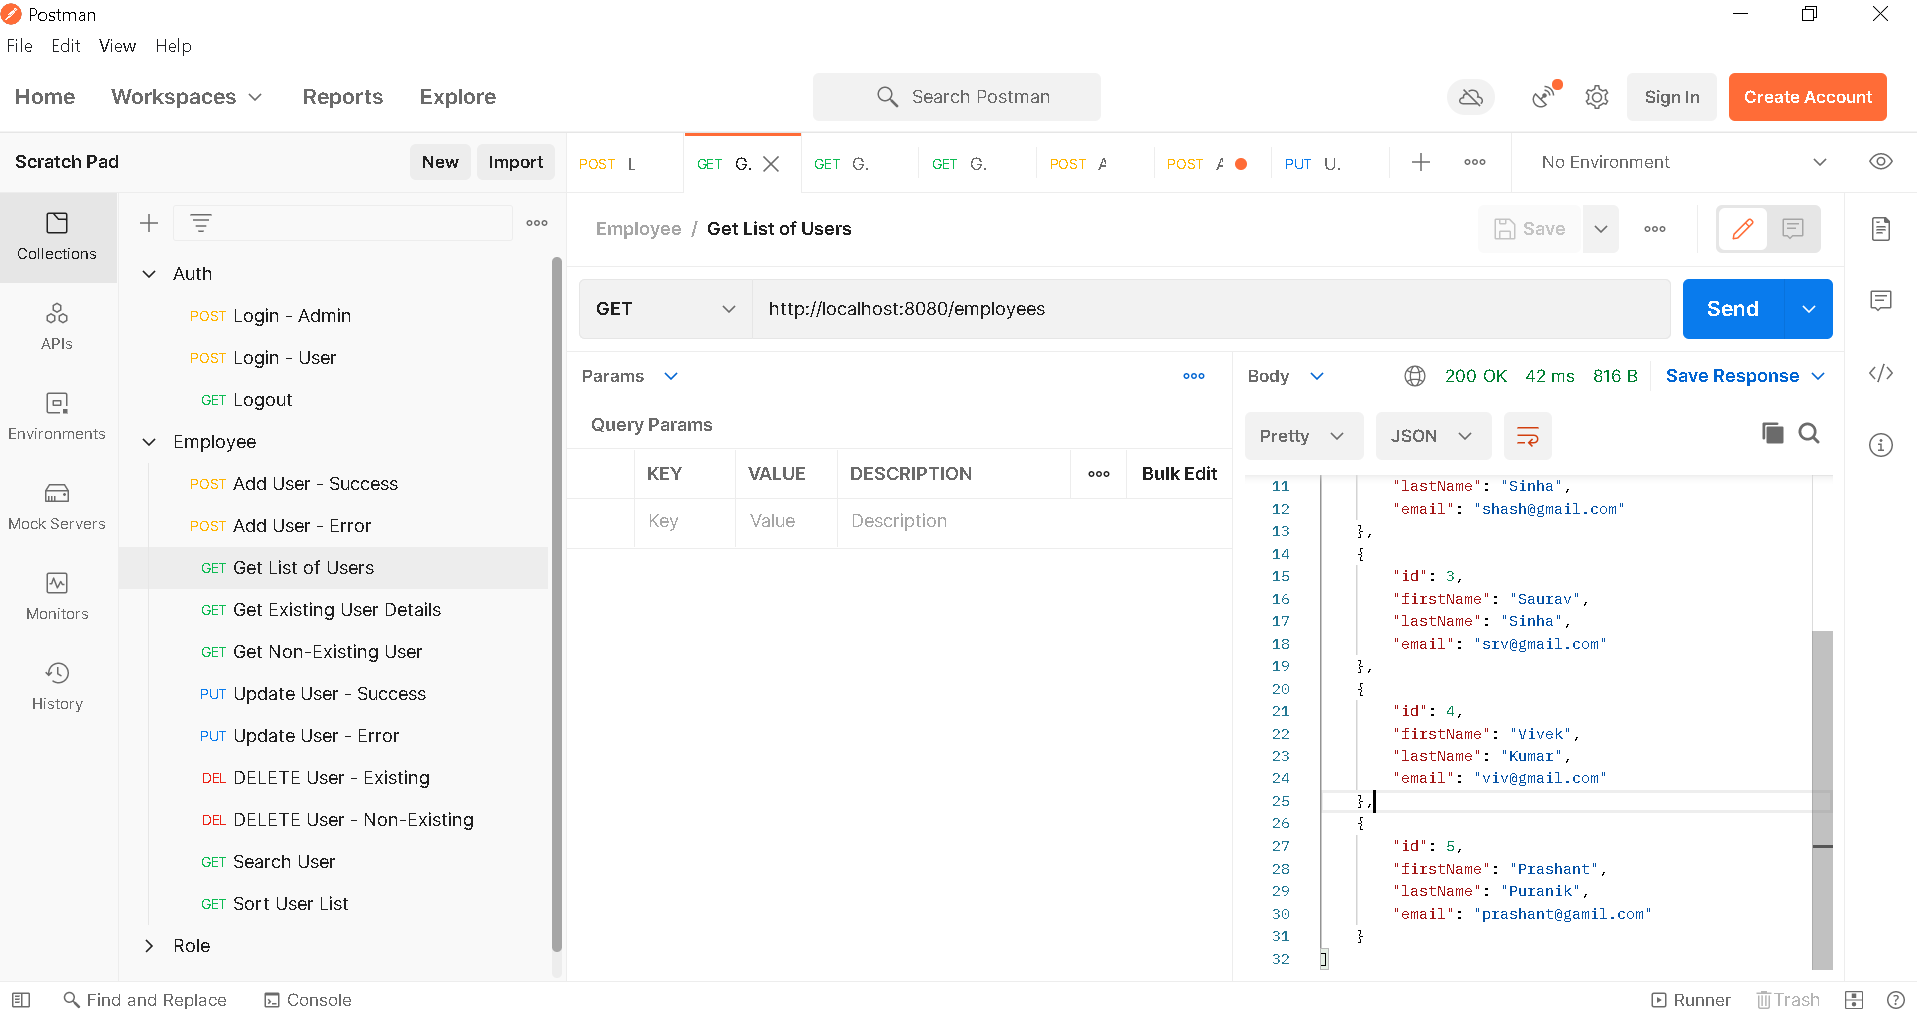 Postman
File Edit View Help
Home Workspaces Reports Explore
Search Postman
Sign In
Create Account
Scratch Pad
New
Import
POST L
GET G.
GET G.
GET G.
POST A
POST A
PUT U.
No Environment
Collections
APIs
Environments
Mock Servers
Monitors
History
Auth
POST Login - Admin
POST Login - User
GET Logout
Employee
POST Add User - Success
POST Add User - Error
GET Get List of Users
GET Get Existing User Details
GET Get Non-Existing User
PUT Update User - Success
PUT Update User - Error
DEL DELETE User - Existing
DEL DELETE User - Non-Existing
GET Search User
GET Sort User List
Role
Employee / Get List of Users
Save
GET
http://localhost:8080/employees
Send
Params
Query Params
KEY VALUE DESCRIPTION Bulk Edit
Key Value Description
Body
200 OK 42 ms 816 B Save Response
Pretty JSON
11 "lastName": "Sinha",
12 "email": "shash@gmail.com"
13 },
14 {
15 "id": 3,
16 "firstName": "Saurav",
17 "lastName": "Sinha",
18 "email": "srv@gmail.com"
19 },
20 {
21 "id": 4,
22 "firstName": "Vivek",
23 "lastName": "Kumar",
24 "email": "viv@gmail.com"
25 },
26 {
27 "id": 5,
28 "firstName": "Prashant",
29 "lastName": "Puranik",
30 "email": "prashant@gamil.com"
31 }
32 ]
Find and Replace Console
Runner Trash